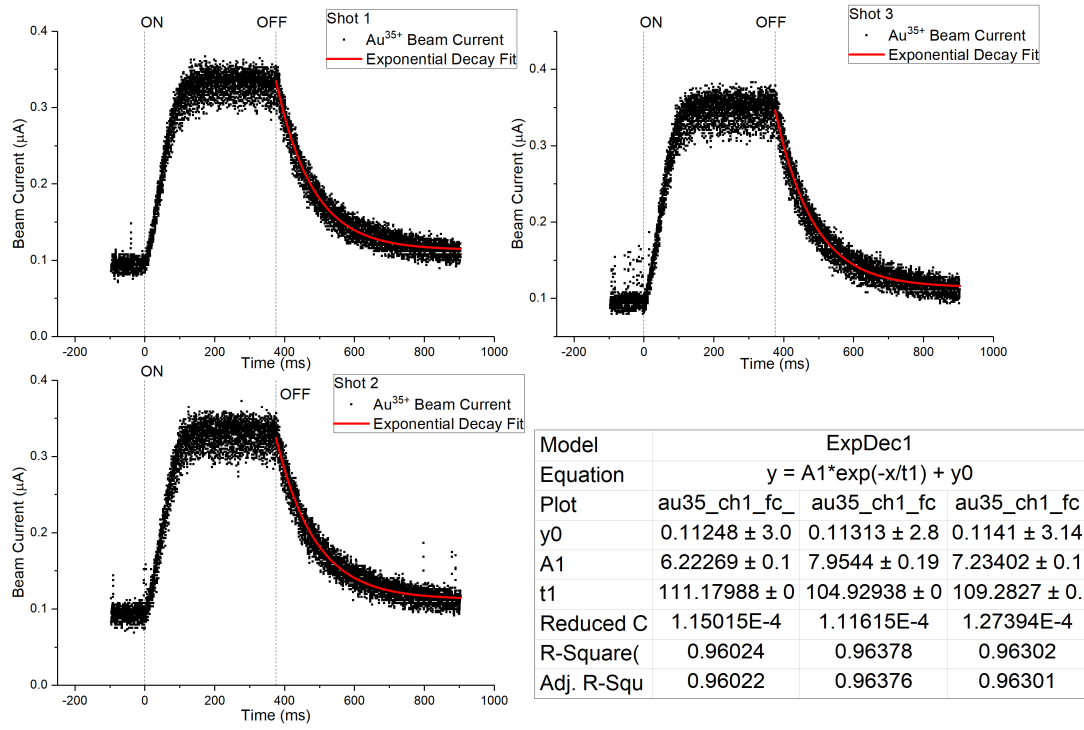 Shot 1
ON
OFF
Au³⁵⁺ Beam Current
Exponential Decay Fit
0.4
0.3
0.2
0.1
0.0
Beam Current (μA)
-200
0
200
400
600
800
1000
Time (ms)
Shot 3
ON
OFF
Au³⁵⁺ Beam Current
Exponential Decay Fit
0.4
0.3
0.2
0.1
Beam Current (μA)
-200
0
200
400
600
800
1000
Time (ms)
ON
OFF
Shot 2
Au³⁵⁺ Beam Current
Exponential Decay Fit
0.4
0.3
0.2
0.1
0.0
Beam Current (μA)
-200
0
200
400
600
800
1000
Time (ms)
Model ExpDec1
Equation y = A1*exp(-x/t1) + y0
Plot au35_ch1_fc_ au35_ch1_fc au35_ch1_fc
y0 0.11248 ± 3.0 0.11313 ± 2.8 0.1141 ± 3.14
A1 6.22269 ± 0.1 7.9544 ± 0.19 7.23402 ± 0.1
t1 111.17988 ± 0 104.92938 ± 0 109.2827 ± 0.
Reduced C 1.15015E-4 1.11615E-4 1.27394E-4
R-Square( 0.96024 0.96378 0.96302
Adj. R-Squ 0.96022 0.96376 0.96301